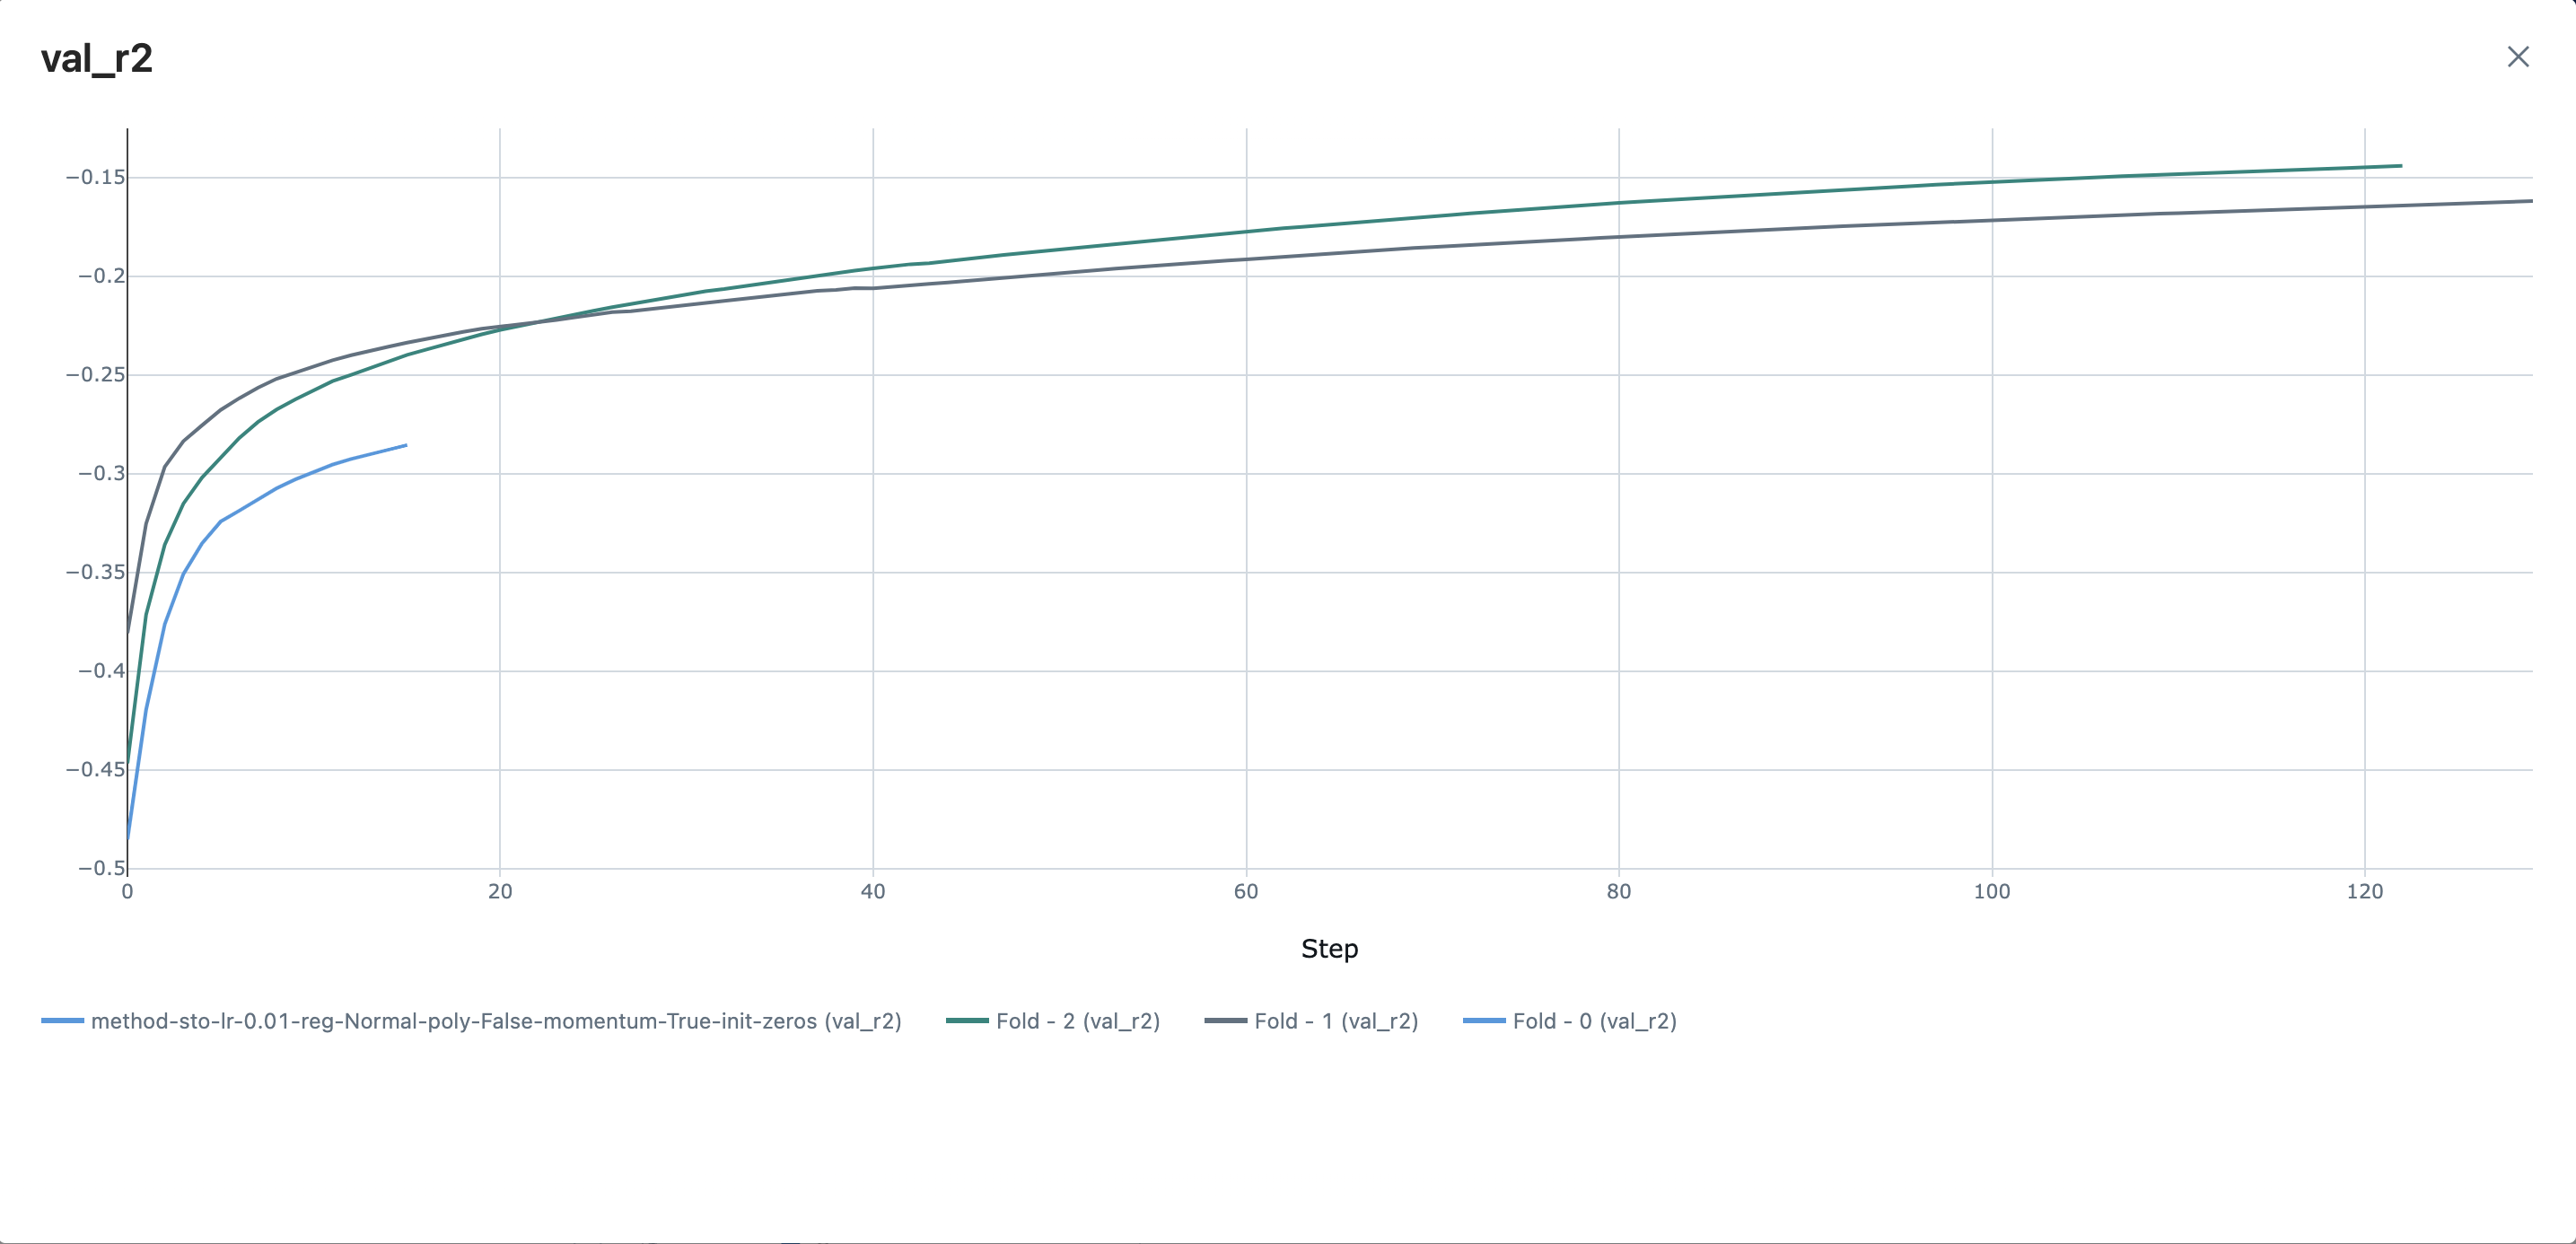 val_r2
−0.15
−0.2
−0.25
−0.3
−0.35
−0.4
−0.45
−0.5
0 20 40 60 80 100 120
Step
method-sto-lr-0.01-reg-Normal-poly-False-momentum-True-init-zeros (val_r2) Fold - 2 (val_r2) Fold - 1 (val_r2) Fold - 0 (val_r2)